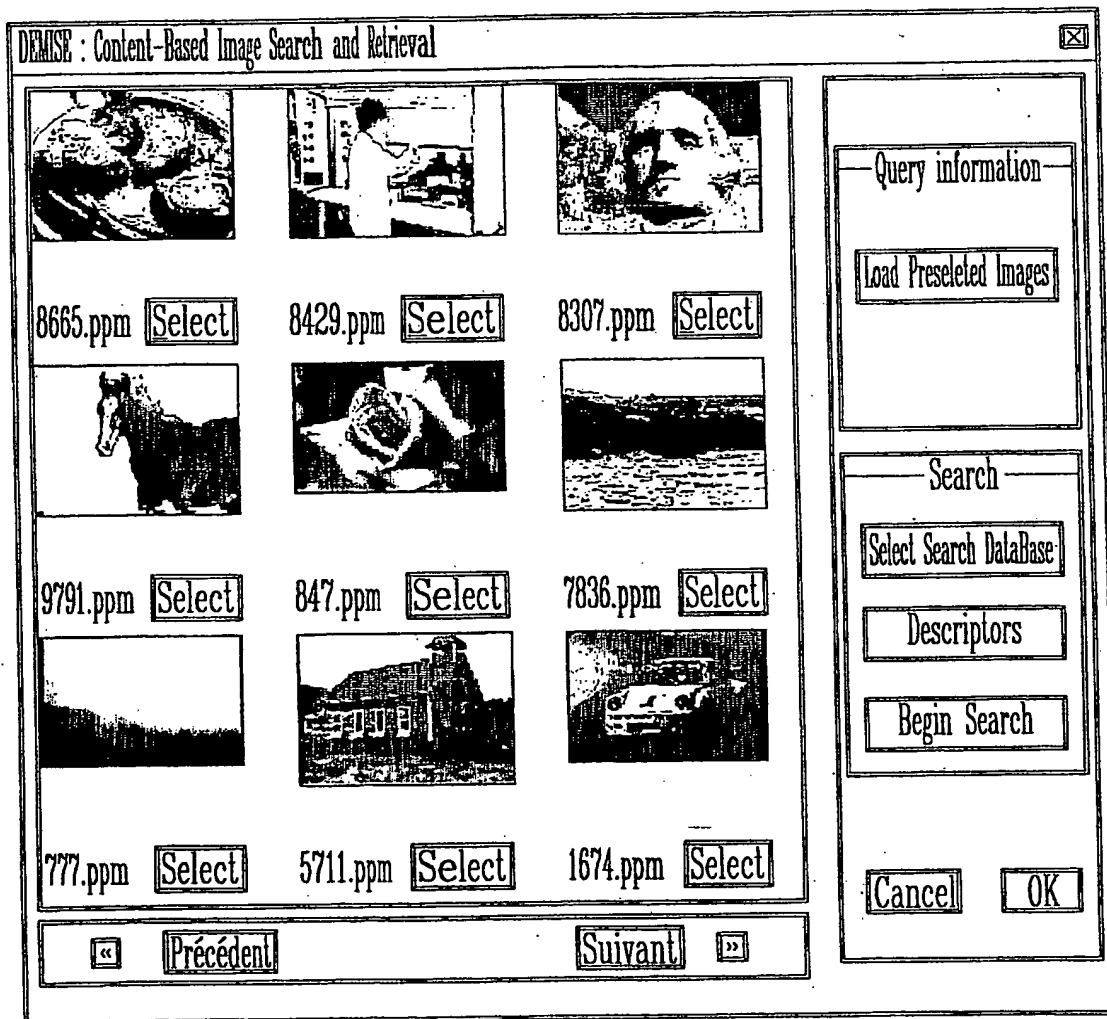 DEMISE : Content-Based Image Search and Retrieval
8665.ppm Select 8429.ppm Select 8307.ppm Select
9791.ppm Select 847.ppm Select 7836.ppm Select
777.ppm Select 5711.ppm Select 1674.ppm Select
« Précédent Suivant »
Query information
Load Preseleted Images
Search
Select Search DataBase
Descriptors
Begin Search
Cancel OK